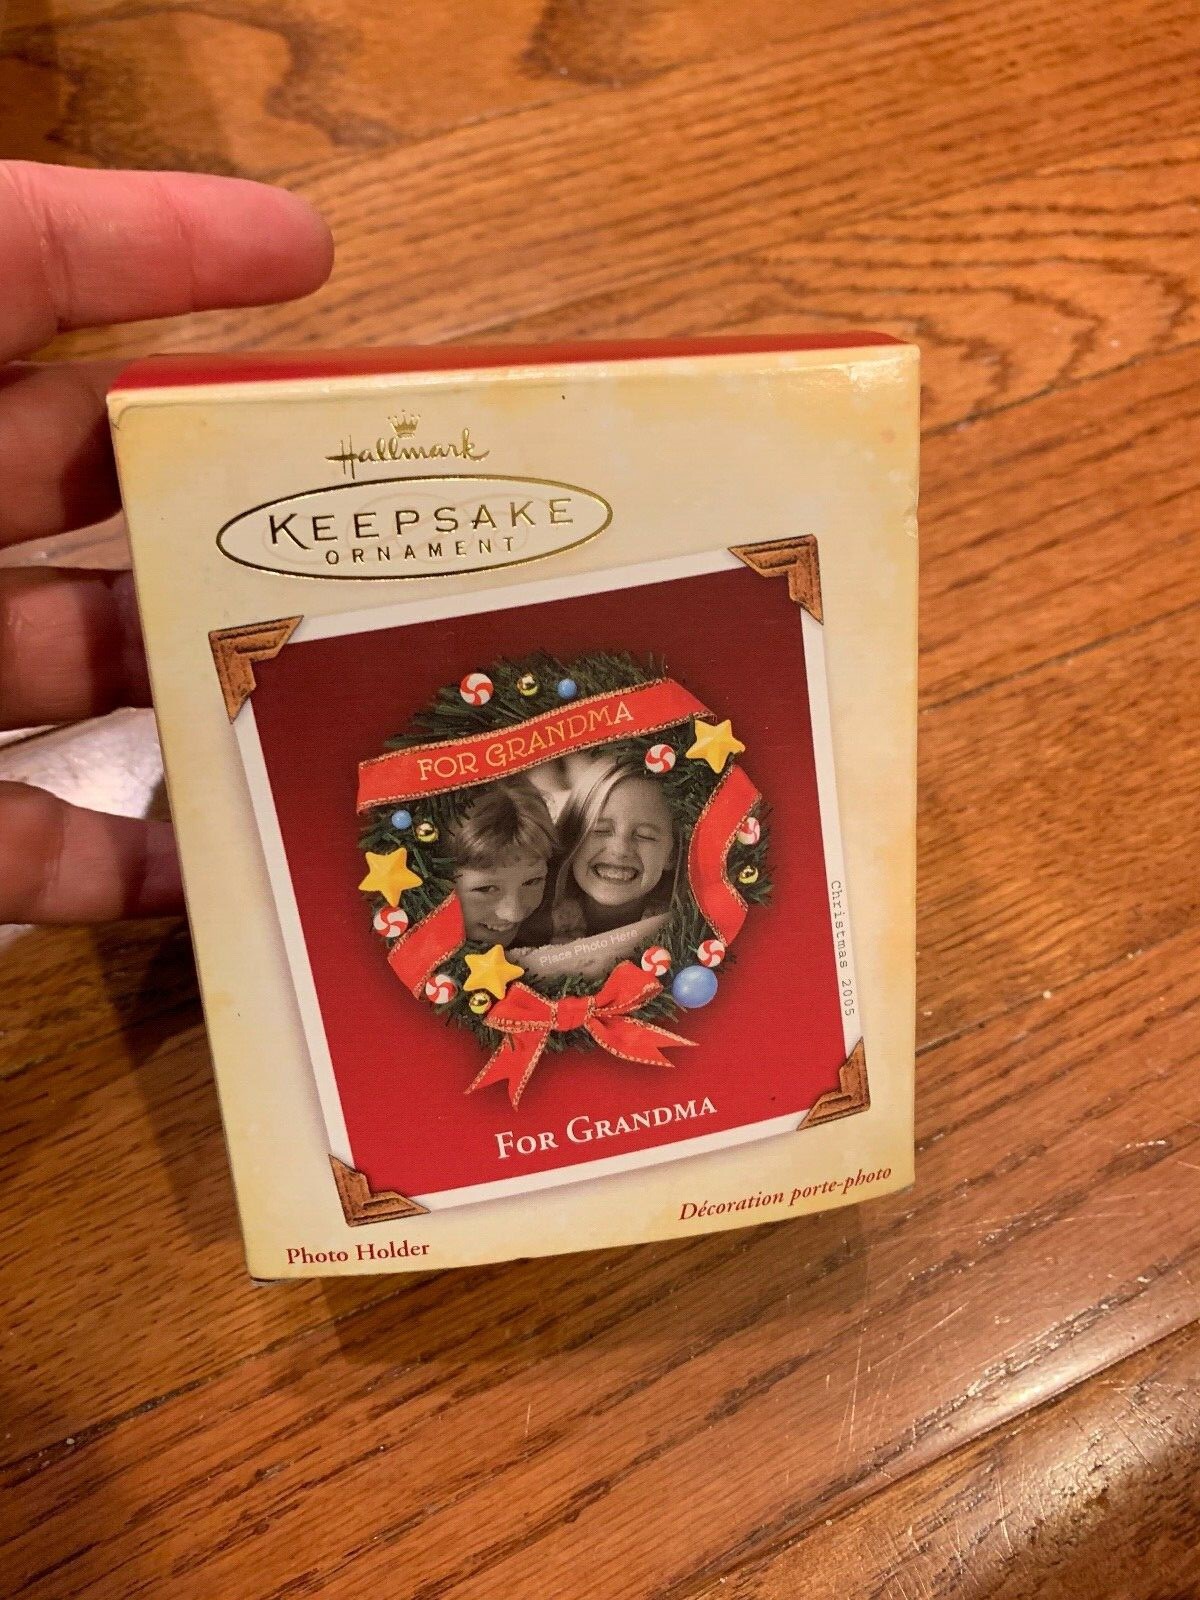 Hallmark
KEEPSAKE
ORNAMENT
FOR GRANDMA
Place Photo Here
Christmas 2005
FOR GRANDMA
Photo Holder
Décoration porte-photo